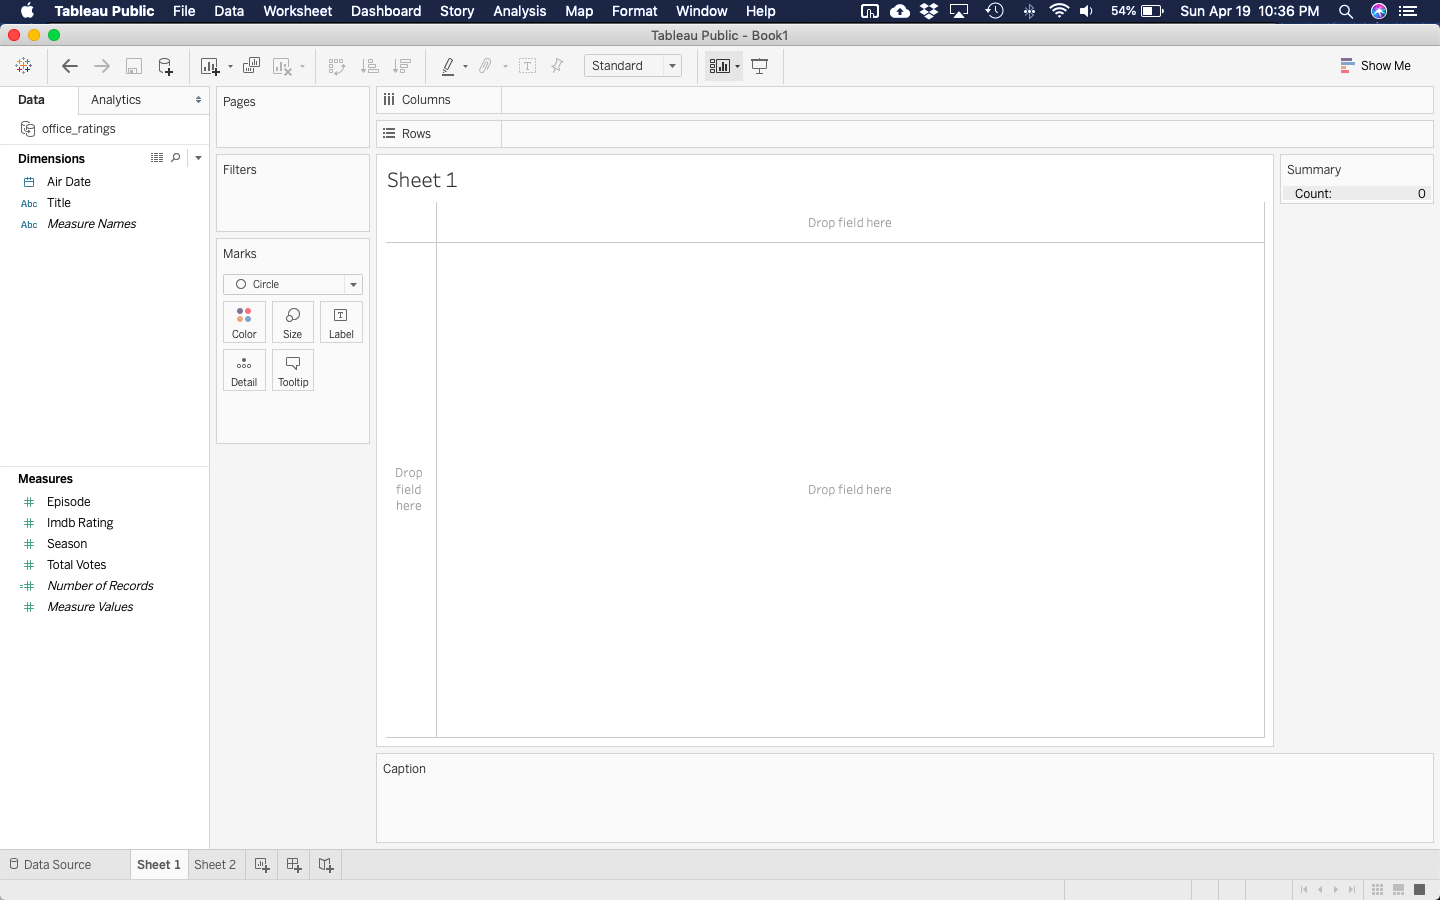 Tableau Public File Data Worksheet Dashboard Story Analysis Map Format Window Help 54% Sun Apr 19 10:36 PM
Tableau Public - Book1
Standard Show Me
Data Analytics
office_ratings
Dimensions
Air Date
Abc Title
Abc Measure Names
Measures
Episode
Imdb Rating
Season
Total Votes
Number of Records
Measure Values
Pages
Filters
Marks
Circle
Color Size T Label
Detail Tooltip
Columns
Rows
Sheet 1
Drop field here
Drop
field
here
Drop field here
Summary
Count: 0
Caption
Data Source Sheet 1 Sheet 2